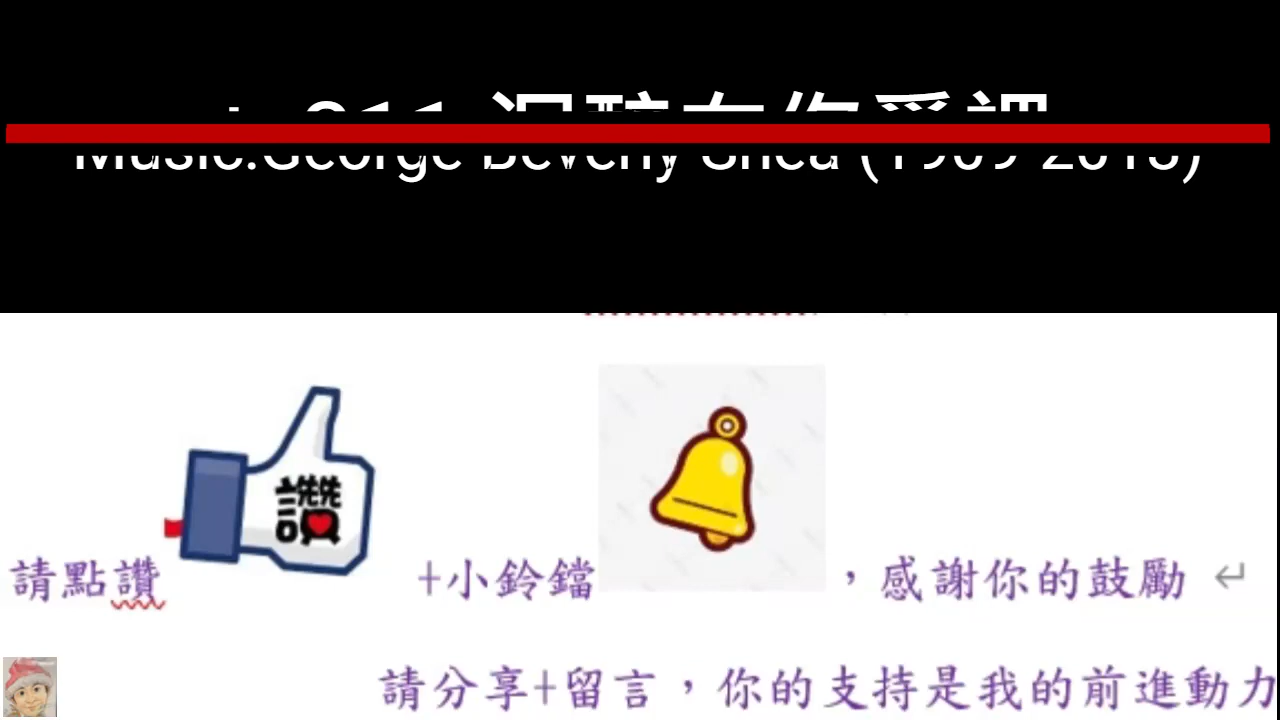 Music:George Beverly Shea (1909-2013)
讚
請點讚 +小鈴鐺 ，感謝你的鼓勵
請分享+留言，你的支持是我的前進動力